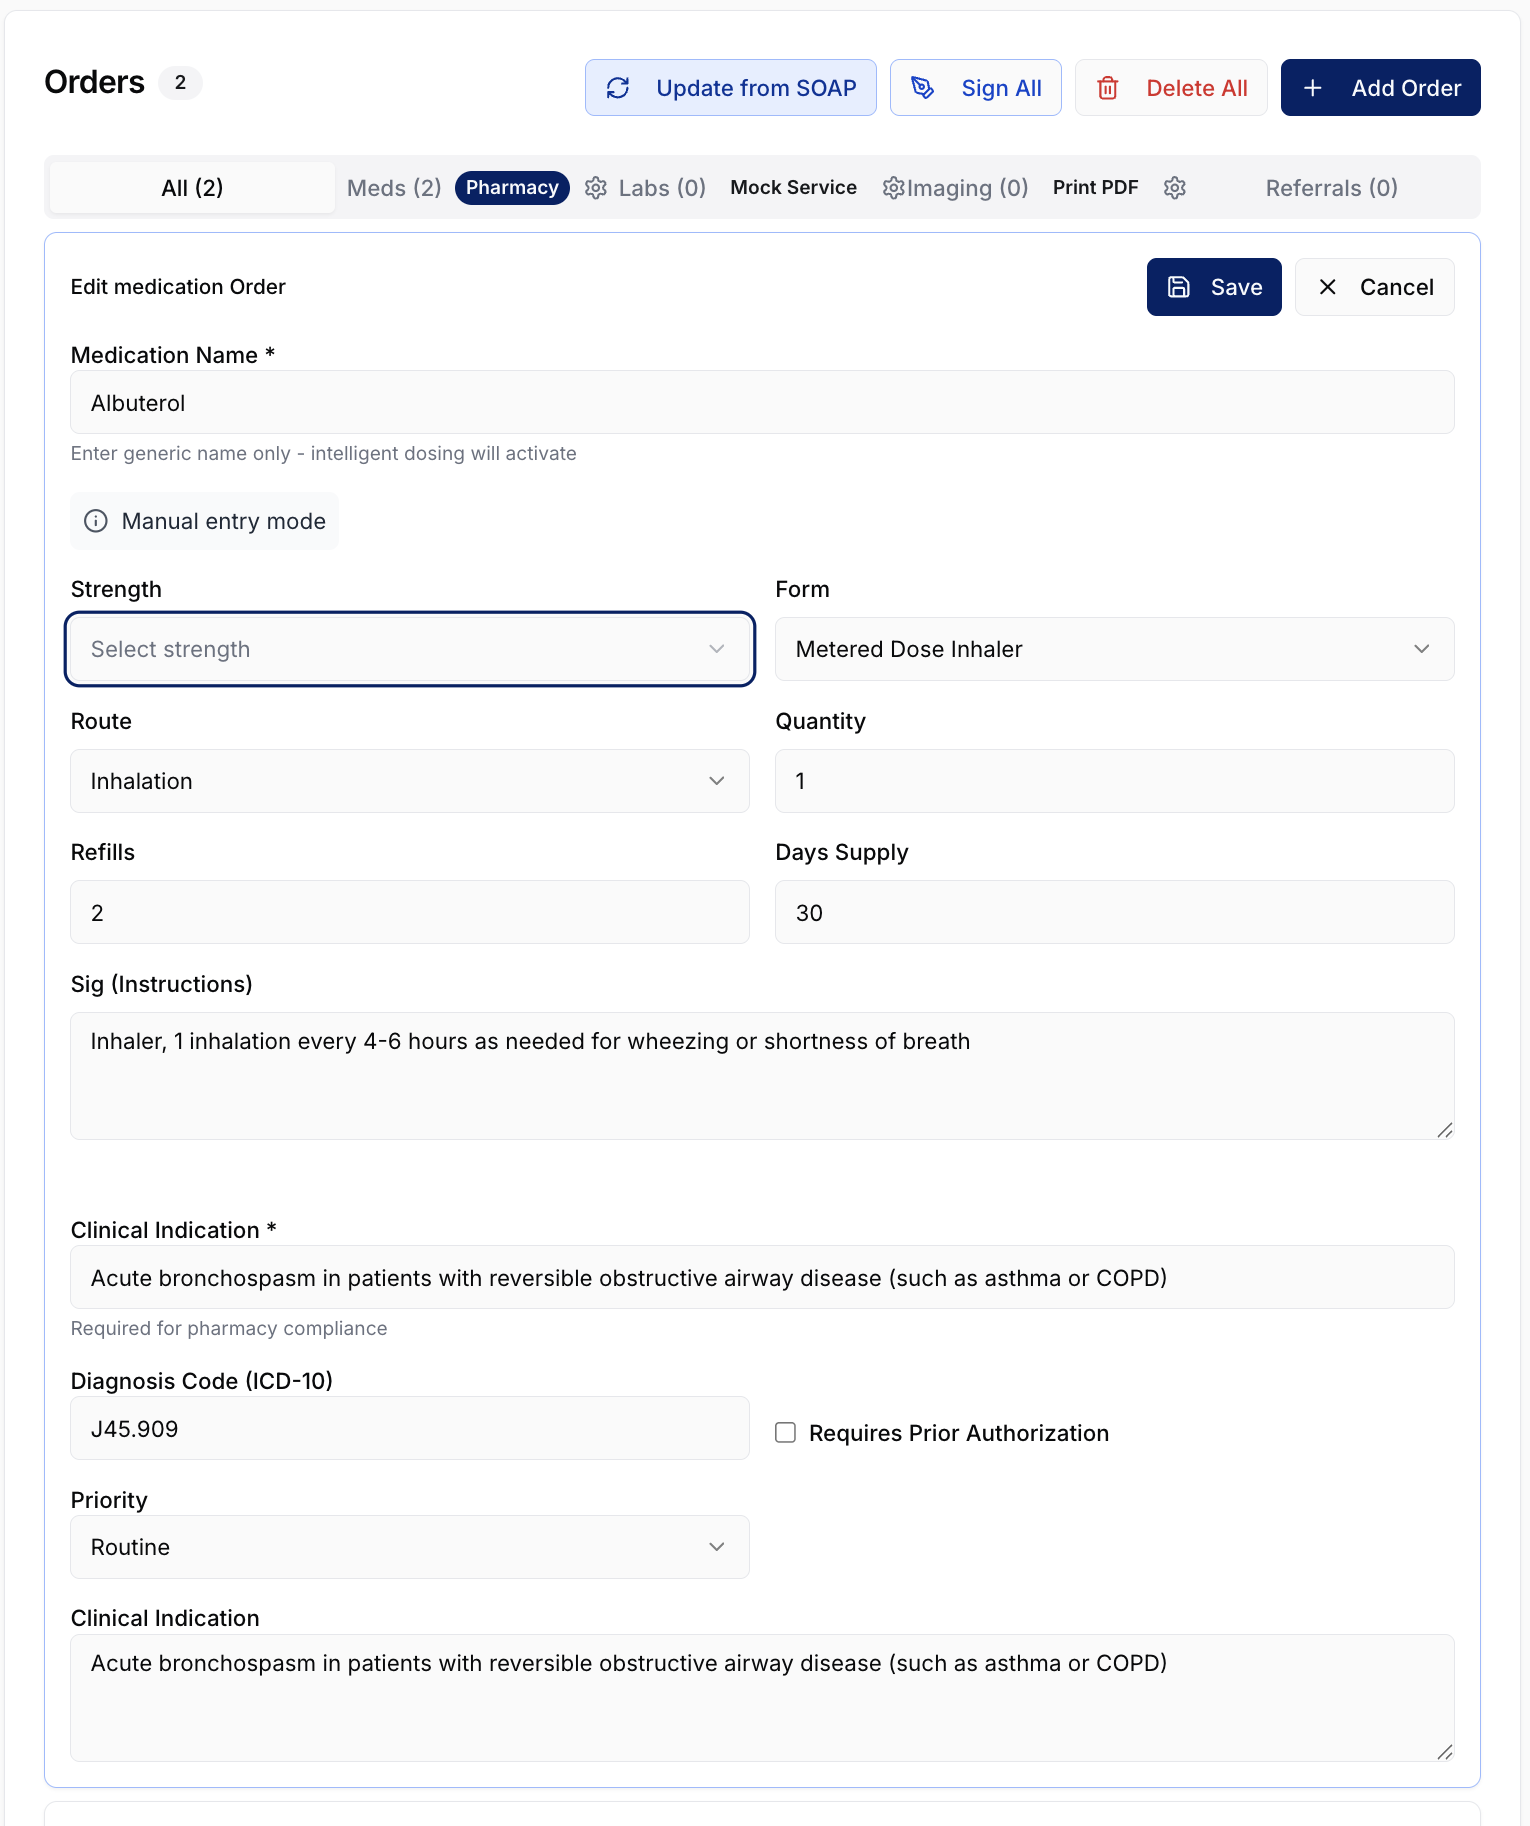 Orders 2
Update from SOAP
Sign All
Delete All
Add Order
All (2)
Meds (2)
Pharmacy
Labs (0)
Mock Service
Imaging (0)
Print PDF
Referrals (0)
Edit medication Order
Save
Cancel
Medication Name *
Albuterol
Enter generic name only - intelligent dosing will activate
Manual entry mode
Strength
Select strength
Form
Metered Dose Inhaler
Route
Inhalation
Quantity
1
Refills
2
Days Supply
30
Sig (Instructions)
Inhaler, 1 inhalation every 4-6 hours as needed for wheezing or shortness of breath
Clinical Indication *
Acute bronchospasm in patients with reversible obstructive airway disease (such as asthma or COPD)
Required for pharmacy compliance
Diagnosis Code (ICD-10)
J45.909
Requires Prior Authorization
Priority
Routine
Clinical Indication
Acute bronchospasm in patients with reversible obstructive airway disease (such as asthma or COPD)